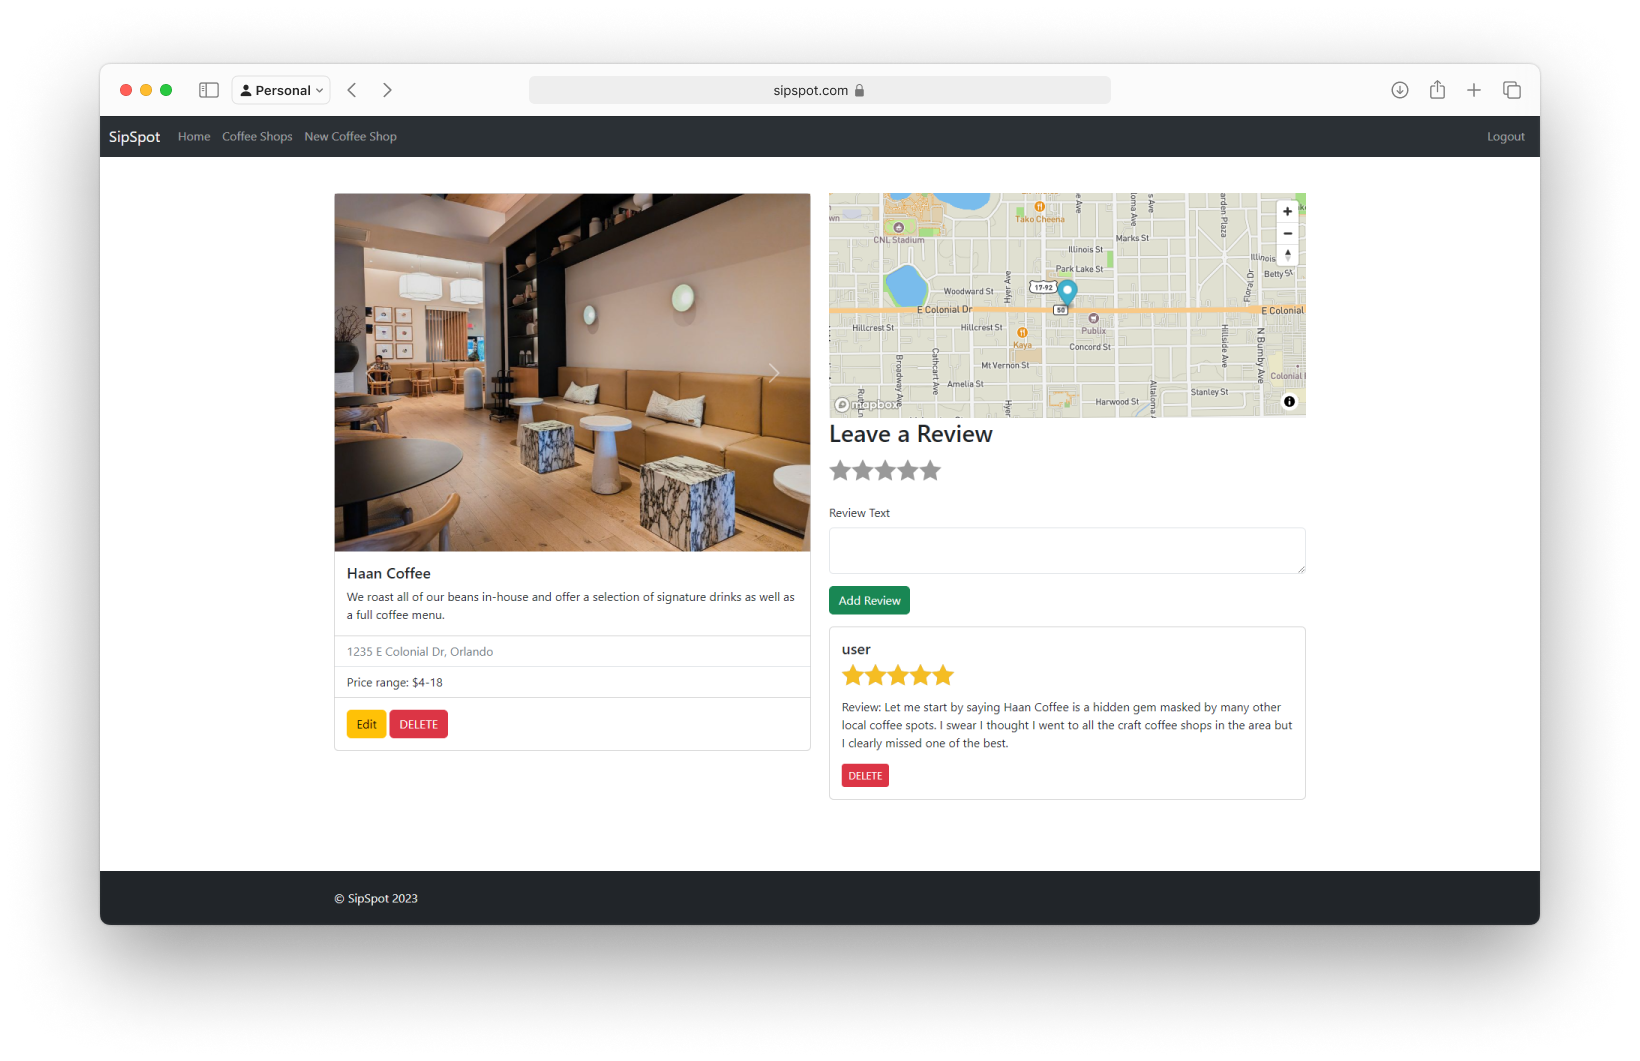 Personal
sipspot.com
SipSpot Home Coffee Shops New Coffee Shop Logout
Tako Cheena
CNL Stadium
Marks St
Illinois St
Illinois
Park Lake St
Betty St
Woodward St
Hyer Ave
17-92
Floral Dr
E Colonial Dr
50
E Colonial
Hillcrest St
Hillcrest St
Publix
Kaya
Concord St
Hillside Ave
N Bumby Ave
Mt Vernon St
Cathcart Ave
Broadway Ave
Colonial
Amelia St
Stanley St
Harwood St
Altaloma
Hyer
mapbox
Haan Coffee
We roast all of our beans in-house and offer a selection of signature drinks as well as
a full coffee menu.
1235 E Colonial Dr, Orlando
Price range: $4-18
Edit DELETE
Leave a Review
Review Text
Add Review
user
Review: Let me start by saying Haan Coffee is a hidden gem masked by many other
local coffee spots. I swear I thought I went to all the craft coffee shops in the area but
I clearly missed one of the best.
DELETE
© SipSpot 2023